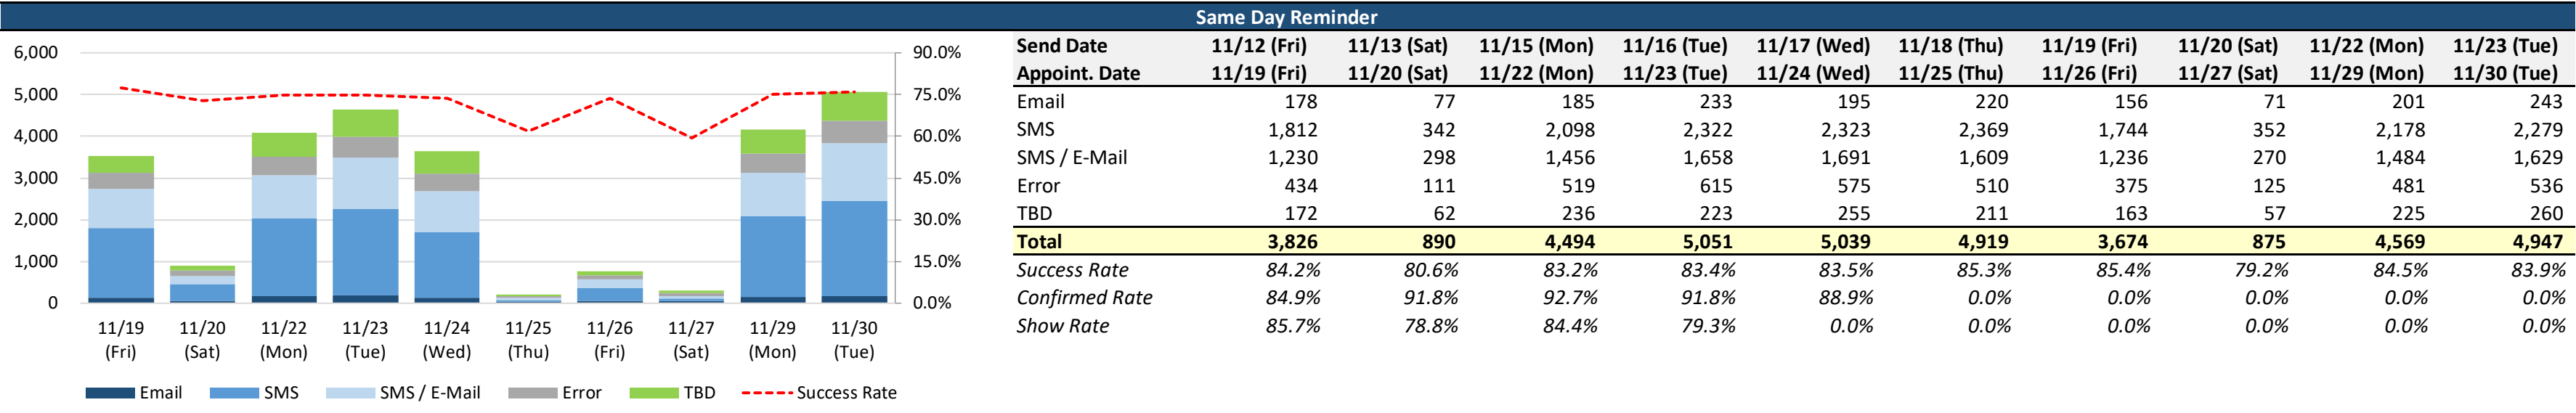 Same Day Reminder
6,000 90.0%
5,000 75.0%
4,000 60.0%
3,000 45.0%
2,000 30.0%
1,000 15.0%
0 0.0%
11/19 11/20 11/22 11/23 11/24 11/25 11/26 11/27 11/29 11/30
(Fri) (Sat) (Mon) (Tue) (Wed) (Thu) (Fri) (Sat) (Mon) (Tue)
Email SMS SMS / E-Mail Error TBD Success Rate
Send Date 11/12 (Fri) 11/13 (Sat) 11/15 (Mon) 11/16 (Tue) 11/17 (Wed) 11/18 (Thu) 11/19 (Fri) 11/20 (Sat) 11/22 (Mon) 11/23 (Tue)
Appoint. Date 11/19 (Fri) 11/20 (Sat) 11/22 (Mon) 11/23 (Tue) 11/24 (Wed) 11/25 (Thu) 11/26 (Fri) 11/27 (Sat) 11/29 (Mon) 11/30 (Tue)
Email 178 77 185 233 195 220 156 71 201 243
SMS 1,812 342 2,098 2,322 2,323 2,369 1,744 352 2,178 2,279
SMS / E-Mail 1,230 298 1,456 1,658 1,691 1,609 1,236 270 1,484 1,629
Error 434 111 519 615 575 510 375 125 481 536
TBD 172 62 236 223 255 211 163 57 225 260
Total 3,826 890 4,494 5,051 5,039 4,919 3,674 875 4,569 4,947
Success Rate 84.2% 80.6% 83.2% 83.4% 83.5% 85.3% 85.4% 79.2% 84.5% 83.9%
Confirmed Rate 84.9% 91.8% 92.7% 91.8% 88.9% 0.0% 0.0% 0.0% 0.0% 0.0%
Show Rate 85.7% 78.8% 84.4% 79.3% 0.0% 0.0% 0.0% 0.0% 0.0% 0.0%